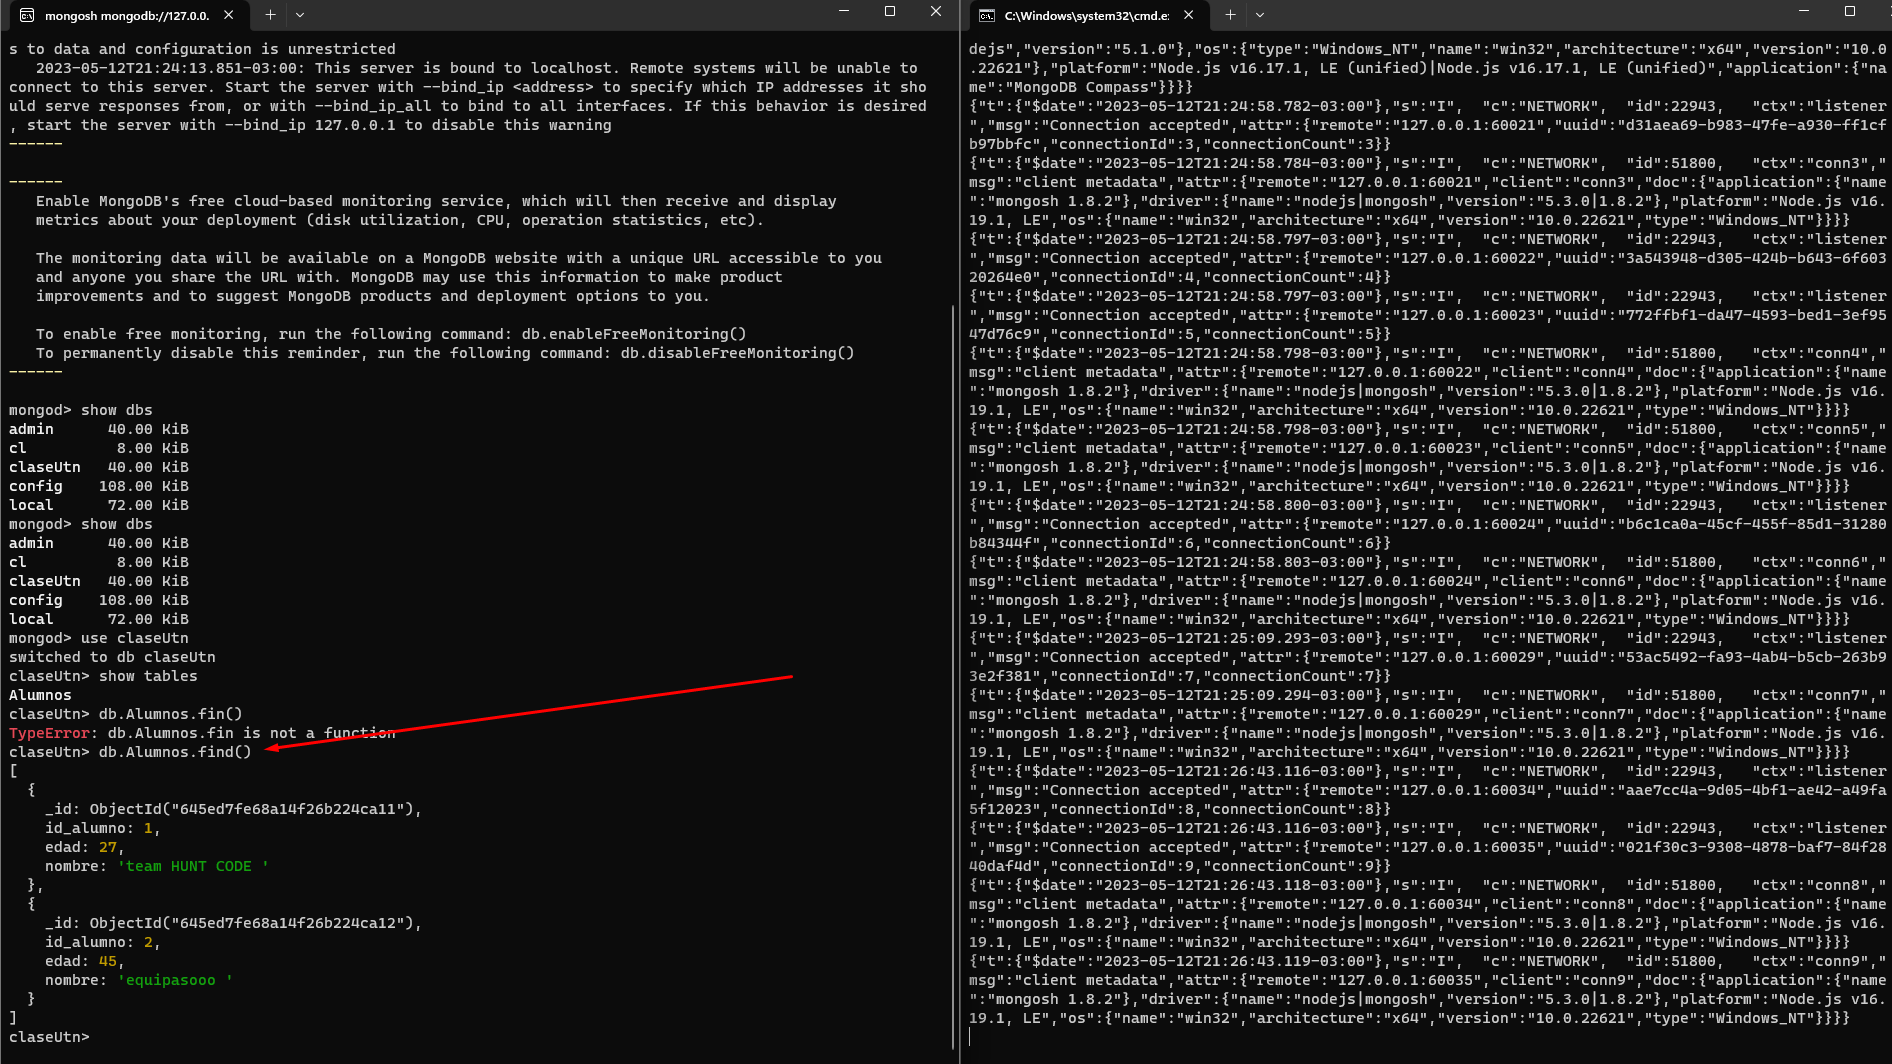 mongosh mongodb://127.0.0.
s to data and configuration is unrestricted
   2023-05-12T21:24:13.851-03:00: This server is bound to localhost. Remote systems will be unable to
connect to this server. Start the server with --bind_ip <address> to specify which IP addresses it sho
uld serve responses from, or with --bind_ip_all to bind to all interfaces. If this behavior is desired
, start the server with --bind_ip 127.0.0.1 to disable this warning
------
------
   Enable MongoDB's free cloud-based monitoring service, which will then receive and display
   metrics about your deployment (disk utilization, CPU, operation statistics, etc).
   The monitoring data will be available on a MongoDB website with a unique URL accessible to you
   and anyone you share the URL with. MongoDB may use this information to make product
   improvements and to suggest MongoDB products and deployment options to you.
   To enable free monitoring, run the following command: db.enableFreeMonitoring()
   To permanently disable this reminder, run the following command: db.disableFreeMonitoring()
------
mongod> show dbs
admin      40.00 KiB
cl          8.00 KiB
claseUtn   40.00 KiB
config    108.00 KiB
local      72.00 KiB
mongod> show dbs
admin      40.00 KiB
cl          8.00 KiB
claseUtn   40.00 KiB
config    108.00 KiB
local      72.00 KiB
mongod> use claseUtn
switched to db claseUtn
claseUtn> show tables
Alumnos
claseUtn> db.Alumnos.fin()
TypeError: db.Alumnos.fin is not a function
claseUtn> db.Alumnos.find()
[
  {
    _id: ObjectId("645ed7fe68a14f26b224ca11"),
    id_alumno: 1,
    edad: 27,
    nombre: 'team HUNT CODE '
  },
  {
    _id: ObjectId("645ed7fe68a14f26b224ca12"),
    id_alumno: 2,
    edad: 45,
    nombre: 'equipasooo '
  }
]
claseUtn>
C:\Windows\system32\cmd.e:
dejs","version":"5.1.0"},"os":{"type":"Windows_NT","name":"win32","architecture":"x64","version":"10.0
.22621"},"platform":"Node.js v16.17.1, LE (unified)|Node.js v16.17.1, LE (unified)","application":{"na
me":"MongoDB Compass"}}}}
{"t":{"$date":"2023-05-12T21:24:58.782-03:00"},"s":"I",  "c":"NETWORK",  "id":22943,   "ctx":"listener
","msg":"Connection accepted","attr":{"remote":"127.0.0.1:60021","uuid":"d31aea69-b983-47fe-a930-ff1cf
b97bbfc","connectionId":3,"connectionCount":3}}
{"t":{"$date":"2023-05-12T21:24:58.784-03:00"},"s":"I",  "c":"NETWORK",  "id":51800,   "ctx":"conn3","
msg":"client metadata","attr":{"remote":"127.0.0.1:60021","client":"conn3","doc":{"application":{"name
":"mongosh 1.8.2"},"driver":{"name":"nodejs|mongosh","version":"5.3.0|1.8.2"},"platform":"Node.js v16.
19.1, LE","os":{"name":"win32","architecture":"x64","version":"10.0.22621","type":"Windows_NT"}}}}
{"t":{"$date":"2023-05-12T21:24:58.797-03:00"},"s":"I",  "c":"NETWORK",  "id":22943,   "ctx":"listener
","msg":"Connection accepted","attr":{"remote":"127.0.0.1:60022","uuid":"3a543948-d305-424b-b643-6f603
20264e0","connectionId":4,"connectionCount":4}}
{"t":{"$date":"2023-05-12T21:24:58.797-03:00"},"s":"I",  "c":"NETWORK",  "id":22943,   "ctx":"listener
","msg":"Connection accepted","attr":{"remote":"127.0.0.1:60023","uuid":"772ffbf1-da47-4593-bed1-3ef95
47d76c9","connectionId":5,"connectionCount":5}}
{"t":{"$date":"2023-05-12T21:24:58.798-03:00"},"s":"I",  "c":"NETWORK",  "id":51800,   "ctx":"conn4","
msg":"client metadata","attr":{"remote":"127.0.0.1:60022","client":"conn4","doc":{"application":{"name
":"mongosh 1.8.2"},"driver":{"name":"nodejs|mongosh","version":"5.3.0|1.8.2"},"platform":"Node.js v16.
19.1, LE","os":{"name":"win32","architecture":"x64","version":"10.0.22621","type":"Windows_NT"}}}}
{"t":{"$date":"2023-05-12T21:24:58.798-03:00"},"s":"I",  "c":"NETWORK",  "id":51800,   "ctx":"conn5","
msg":"client metadata","attr":{"remote":"127.0.0.1:60023","client":"conn5","doc":{"application":{"name
":"mongosh 1.8.2"},"driver":{"name":"nodejs|mongosh","version":"5.3.0|1.8.2"},"platform":"Node.js v16.
19.1, LE","os":{"name":"win32","architecture":"x64","version":"10.0.22621","type":"Windows_NT"}}}}
{"t":{"$date":"2023-05-12T21:24:58.800-03:00"},"s":"I",  "c":"NETWORK",  "id":22943,   "ctx":"listener
","msg":"Connection accepted","attr":{"remote":"127.0.0.1:60024","uuid":"b6c1ca0a-45cf-455f-85d1-31280
b84344f","connectionId":6,"connectionCount":6}}
{"t":{"$date":"2023-05-12T21:24:58.803-03:00"},"s":"I",  "c":"NETWORK",  "id":51800,   "ctx":"conn6","
msg":"client metadata","attr":{"remote":"127.0.0.1:60024","client":"conn6","doc":{"application":{"name
":"mongosh 1.8.2"},"driver":{"name":"nodejs|mongosh","version":"5.3.0|1.8.2"},"platform":"Node.js v16.
19.1, LE","os":{"name":"win32","architecture":"x64","version":"10.0.22621","type":"Windows_NT"}}}}
{"t":{"$date":"2023-05-12T21:25:09.293-03:00"},"s":"I",  "c":"NETWORK",  "id":22943,   "ctx":"listener
","msg":"Connection accepted","attr":{"remote":"127.0.0.1:60029","uuid":"53ac5492-fa93-4ab4-b5cb-263b9
3e2f381","connectionId":7,"connectionCount":7}}
{"t":{"$date":"2023-05-12T21:25:09.294-03:00"},"s":"I",  "c":"NETWORK",  "id":51800,   "ctx":"conn7","
msg":"client metadata","attr":{"remote":"127.0.0.1:60029","client":"conn7","doc":{"application":{"name
":"mongosh 1.8.2"},"driver":{"name":"nodejs|mongosh","version":"5.3.0|1.8.2"},"platform":"Node.js v16.
19.1, LE","os":{"name":"win32","architecture":"x64","version":"10.0.22621","type":"Windows_NT"}}}}
{"t":{"$date":"2023-05-12T21:26:43.116-03:00"},"s":"I",  "c":"NETWORK",  "id":22943,   "ctx":"listener
","msg":"Connection accepted","attr":{"remote":"127.0.0.1:60034","uuid":"aae7cc4a-9d05-4bf1-ae42-a49fa
5f12023","connectionId":8,"connectionCount":8}}
{"t":{"$date":"2023-05-12T21:26:43.116-03:00"},"s":"I",  "c":"NETWORK",  "id":22943,   "ctx":"listener
","msg":"Connection accepted","attr":{"remote":"127.0.0.1:60035","uuid":"021f30c3-9308-4878-baf7-84f28
40daf4d","connectionId":9,"connectionCount":9}}
{"t":{"$date":"2023-05-12T21:26:43.118-03:00"},"s":"I",  "c":"NETWORK",  "id":51800,   "ctx":"conn8","
msg":"client metadata","attr":{"remote":"127.0.0.1:60034","client":"conn8","doc":{"application":{"name
":"mongosh 1.8.2"},"driver":{"name":"nodejs|mongosh","version":"5.3.0|1.8.2"},"platform":"Node.js v16.
19.1, LE","os":{"name":"win32","architecture":"x64","version":"10.0.22621","type":"Windows_NT"}}}}
{"t":{"$date":"2023-05-12T21:26:43.119-03:00"},"s":"I",  "c":"NETWORK",  "id":51800,   "ctx":"conn9","
msg":"client metadata","attr":{"remote":"127.0.0.1:60035","client":"conn9","doc":{"application":{"name
":"mongosh 1.8.2"},"driver":{"name":"nodejs|mongosh","version":"5.3.0|1.8.2"},"platform":"Node.js v16.
19.1, LE","os":{"name":"win32","architecture":"x64","version":"10.0.22621","type":"Windows_NT"}}}}